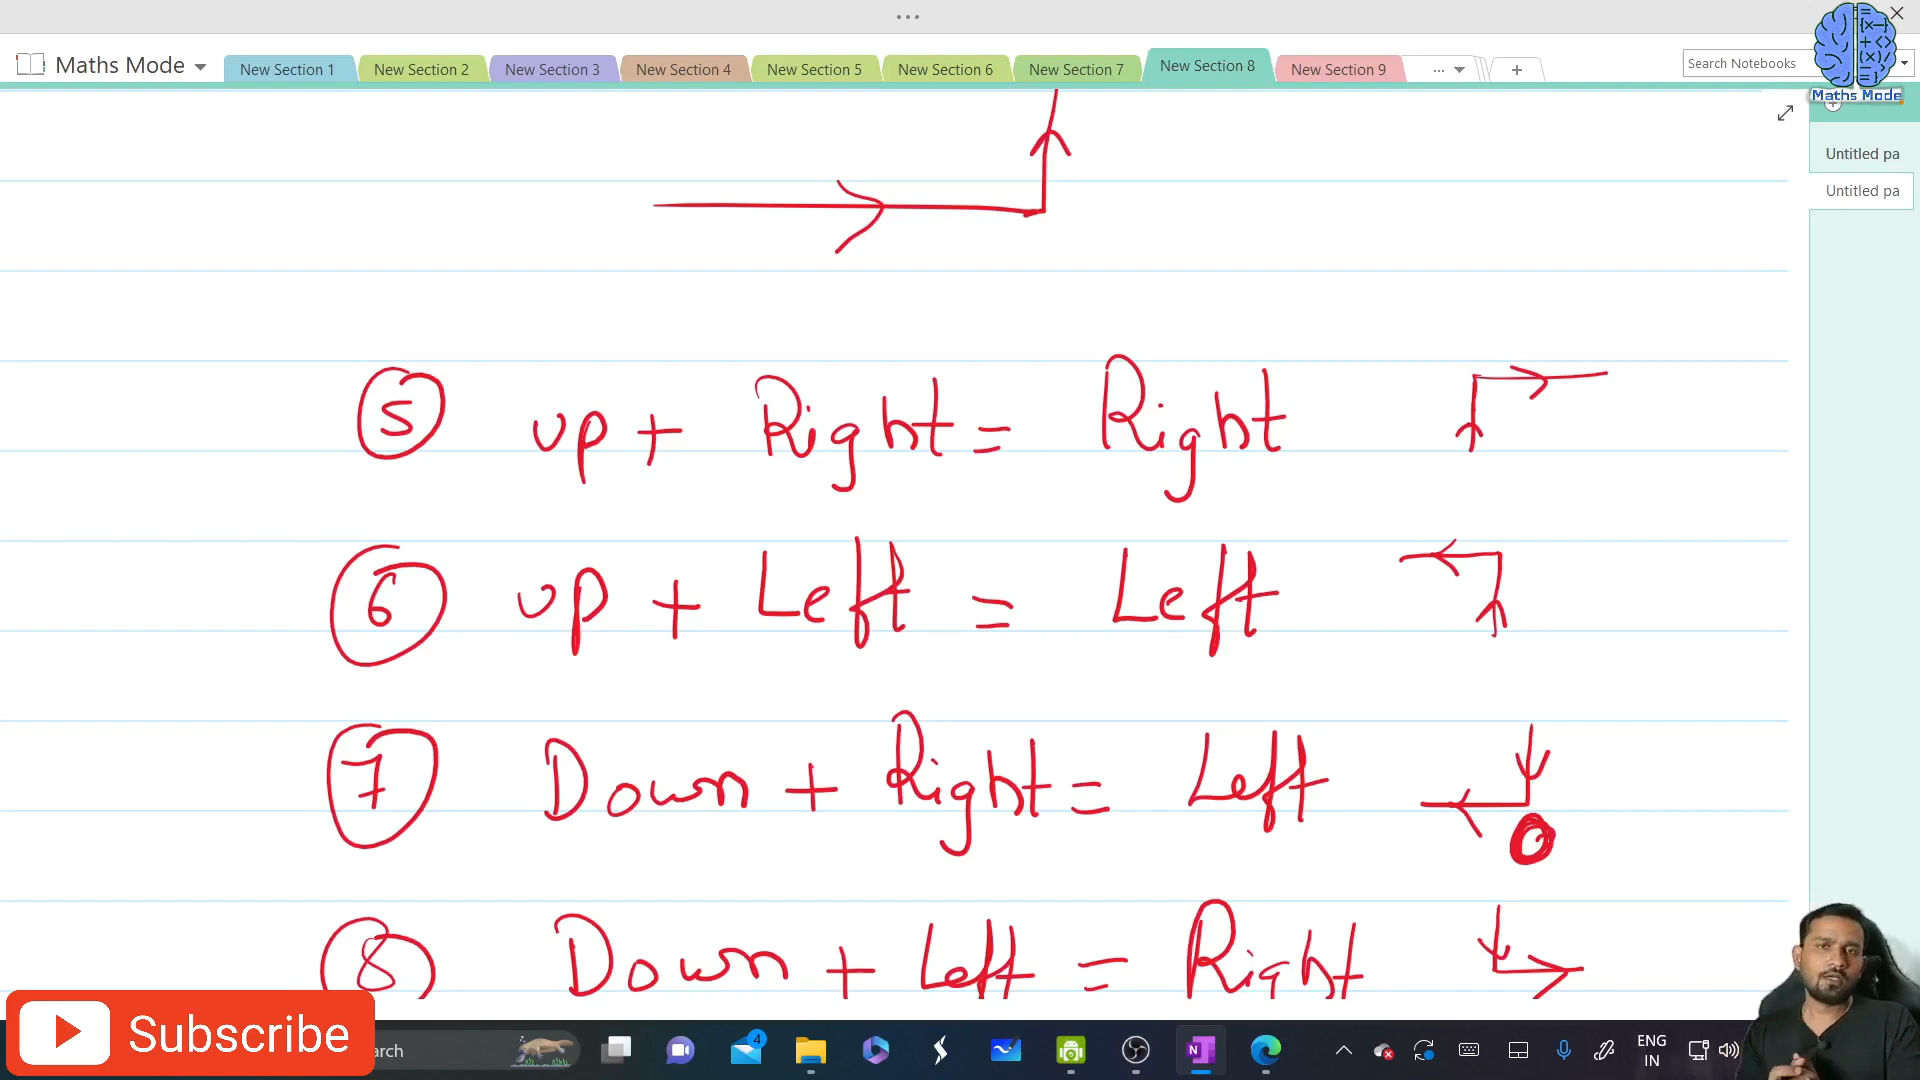 ...
Maths Mode
New Section 1
New Section 2
New Section 3
New Section 4
New Section 5
New Section 6
New Section 7
New Section 8
New Section 9
...
Search Notebooks
Maths Mode
Untitled pa
Untitled pa
5 up + Right = Right
6 up + Left = Left
7 Down + Right = Left
8 Down + Left = Right
Subscribe
arch
4
ENG
IN